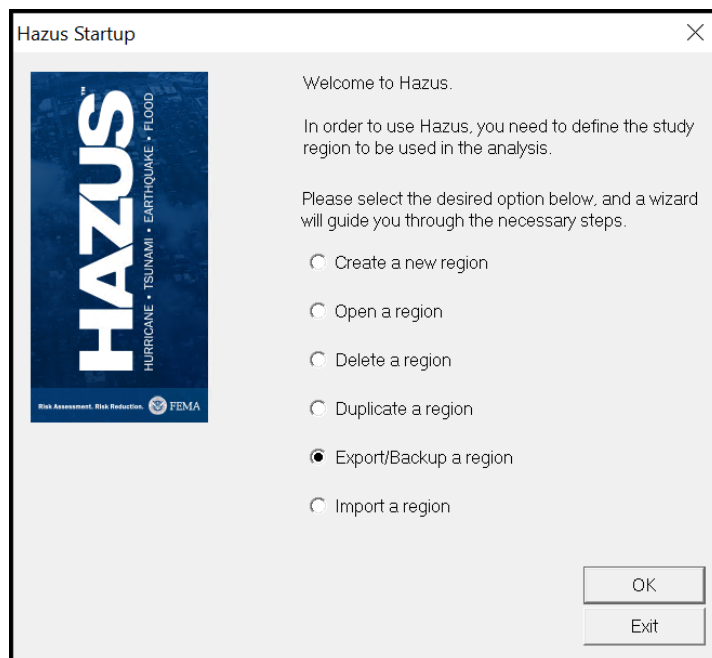 Hazus Startup
HAZUS™
HURRICANE • TSUNAMI • EARTHQUAKE • FLOOD
Risk Assessment. Risk Reduction. FEMA
Welcome to Hazus.
In order to use Hazus, you need to define the study
region to be used in the analysis.
Please select the desired option below, and a wizard
will guide you through the necessary steps.
Create a new region
Open a region
Delete a region
Duplicate a region
Export/Backup a region
Import a region
OK
Exit